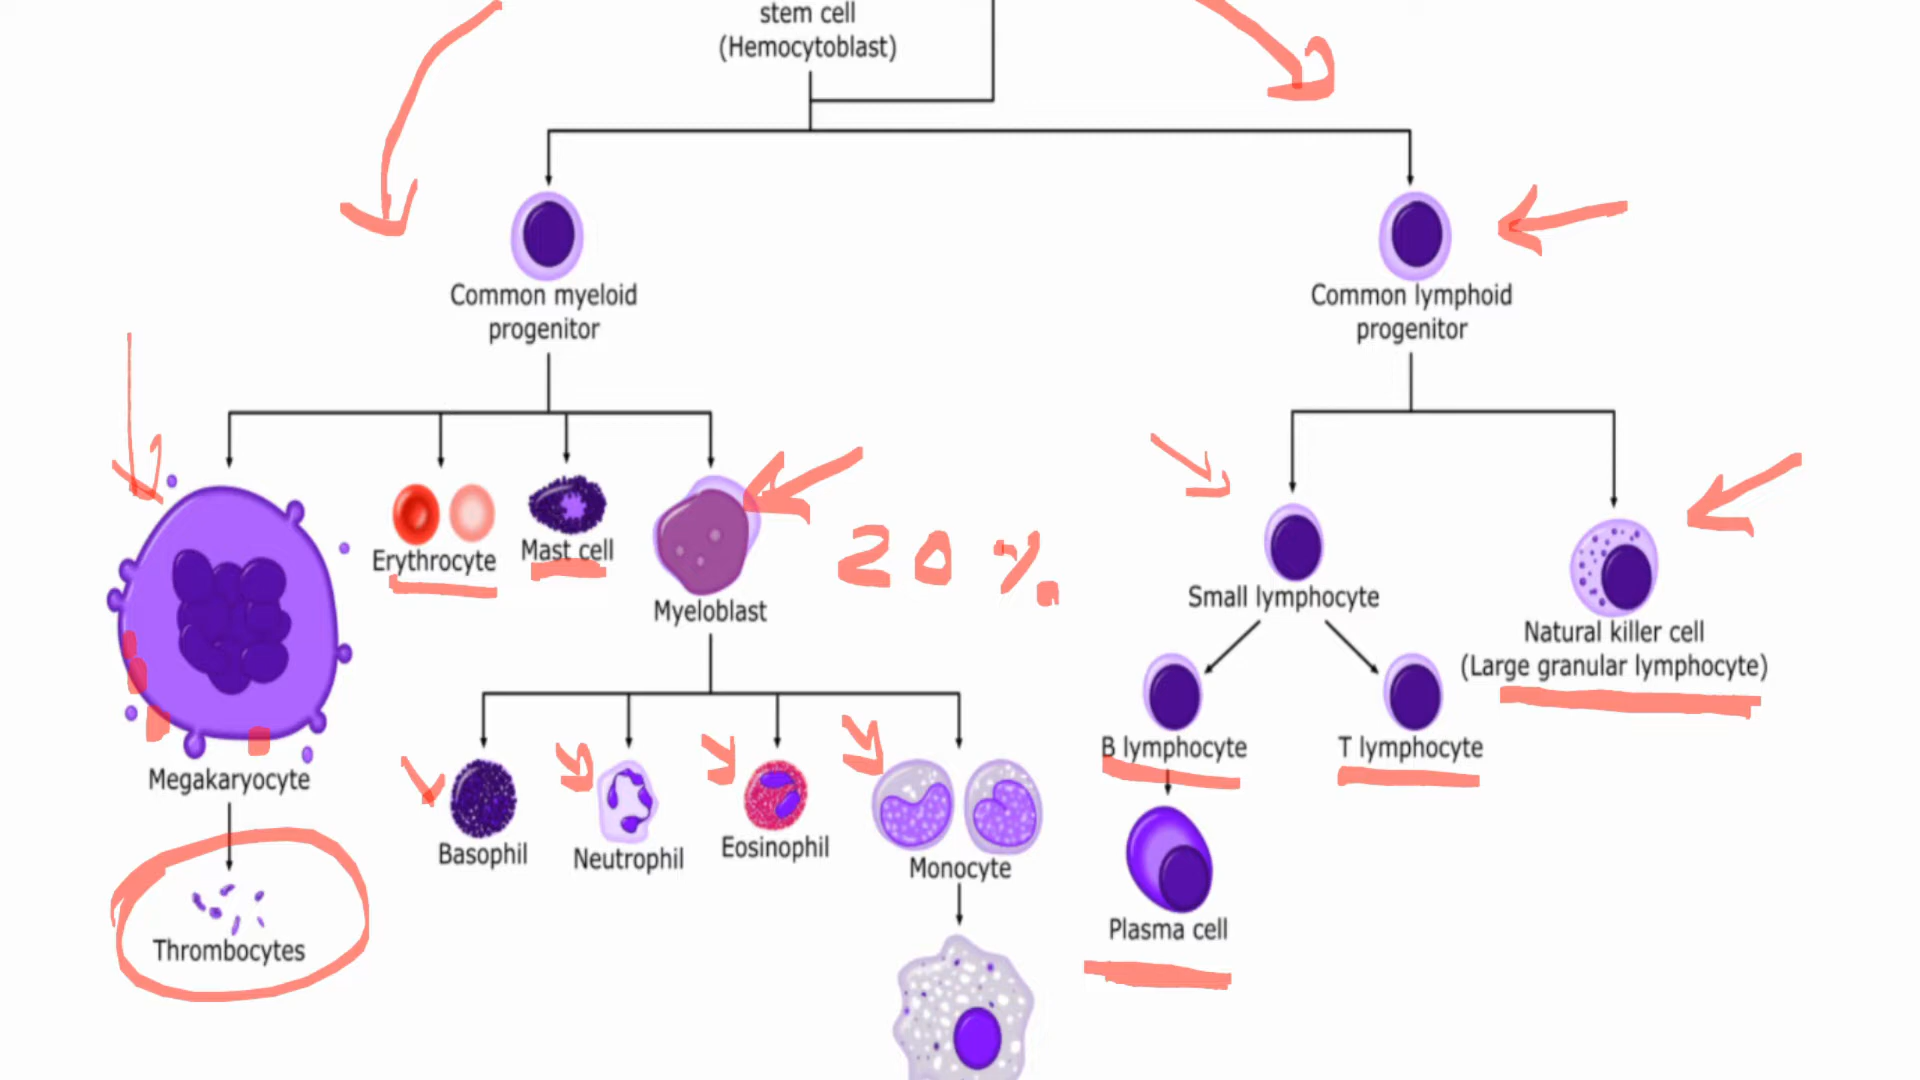 stem cell
(Hemocytoblast)
Common myeloid
progenitor
Common lymphoid
progenitor
Erythrocyte
Mast cell
Myeloblast
20%
Small lymphocyte
Natural killer cell
(Large granular lymphocyte)
Megakaryocyte
B lymphocyte
T lymphocyte
Basophil
Neutrophil
Eosinophil
Monocyte
Plasma cell
Thrombocytes